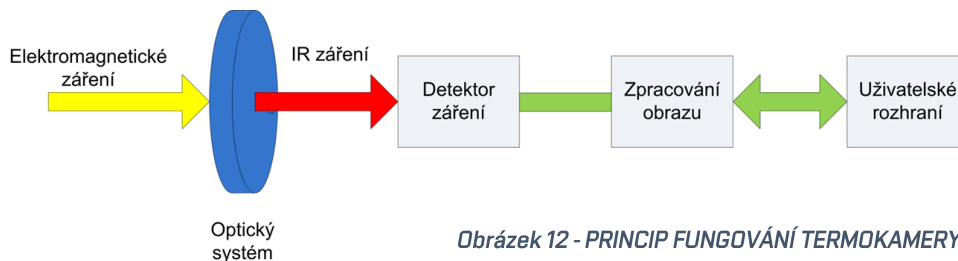 Elektromagnetické
záření
IR záření
Detektor
záření
Zpracování
obrazu
Uživatelské
rozhraní
Optický
systém
Obrázek 12 - PRINCIP FUNGOVÁNÍ TERMOKAMERY